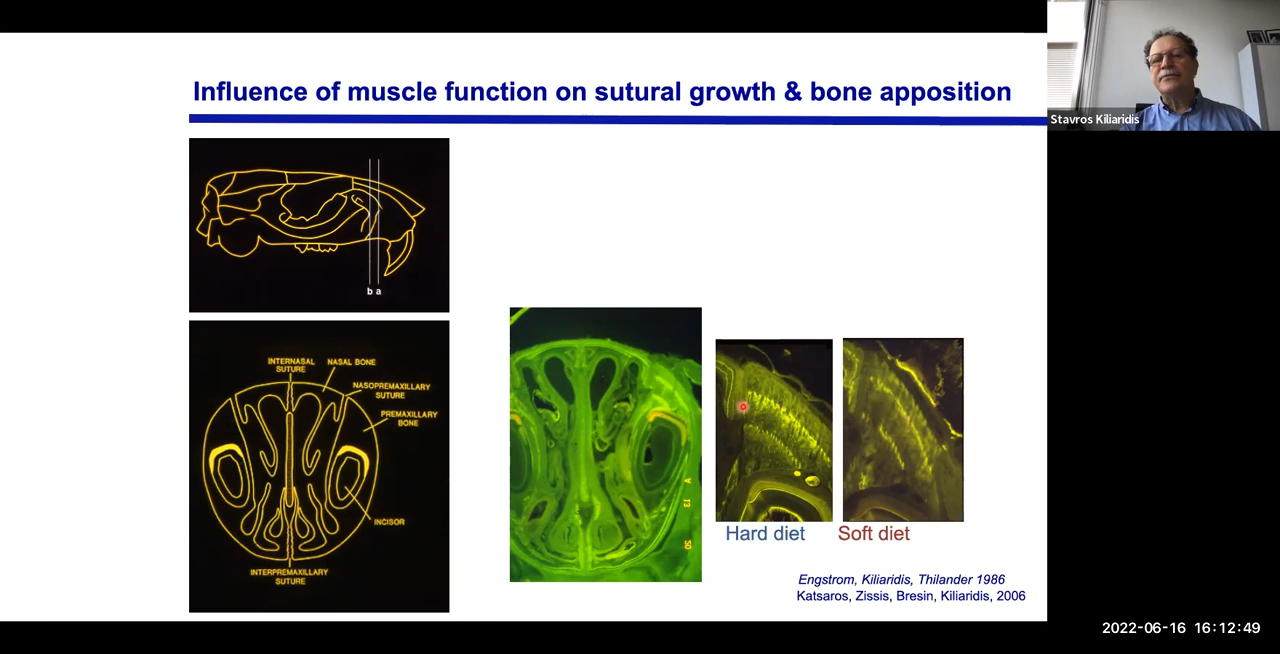 Influence of muscle function on sutural growth & bone apposition
Stavros Kiliaridis
b a
INTERNASAL
SUTURE
NASAL BONE
NASOPREMAXILLARY
SUTURE
PREMAXILLARY
BONE
INCISOR
INTERPREMAXILLARY
SUTURE
A
13
30
Hard diet
Soft diet
Engstrom, Kiliaridis, Thilander 1986
Katsaros, Zissis, Bresin, Kiliaridis, 2006
2022-06-16 16:12:49